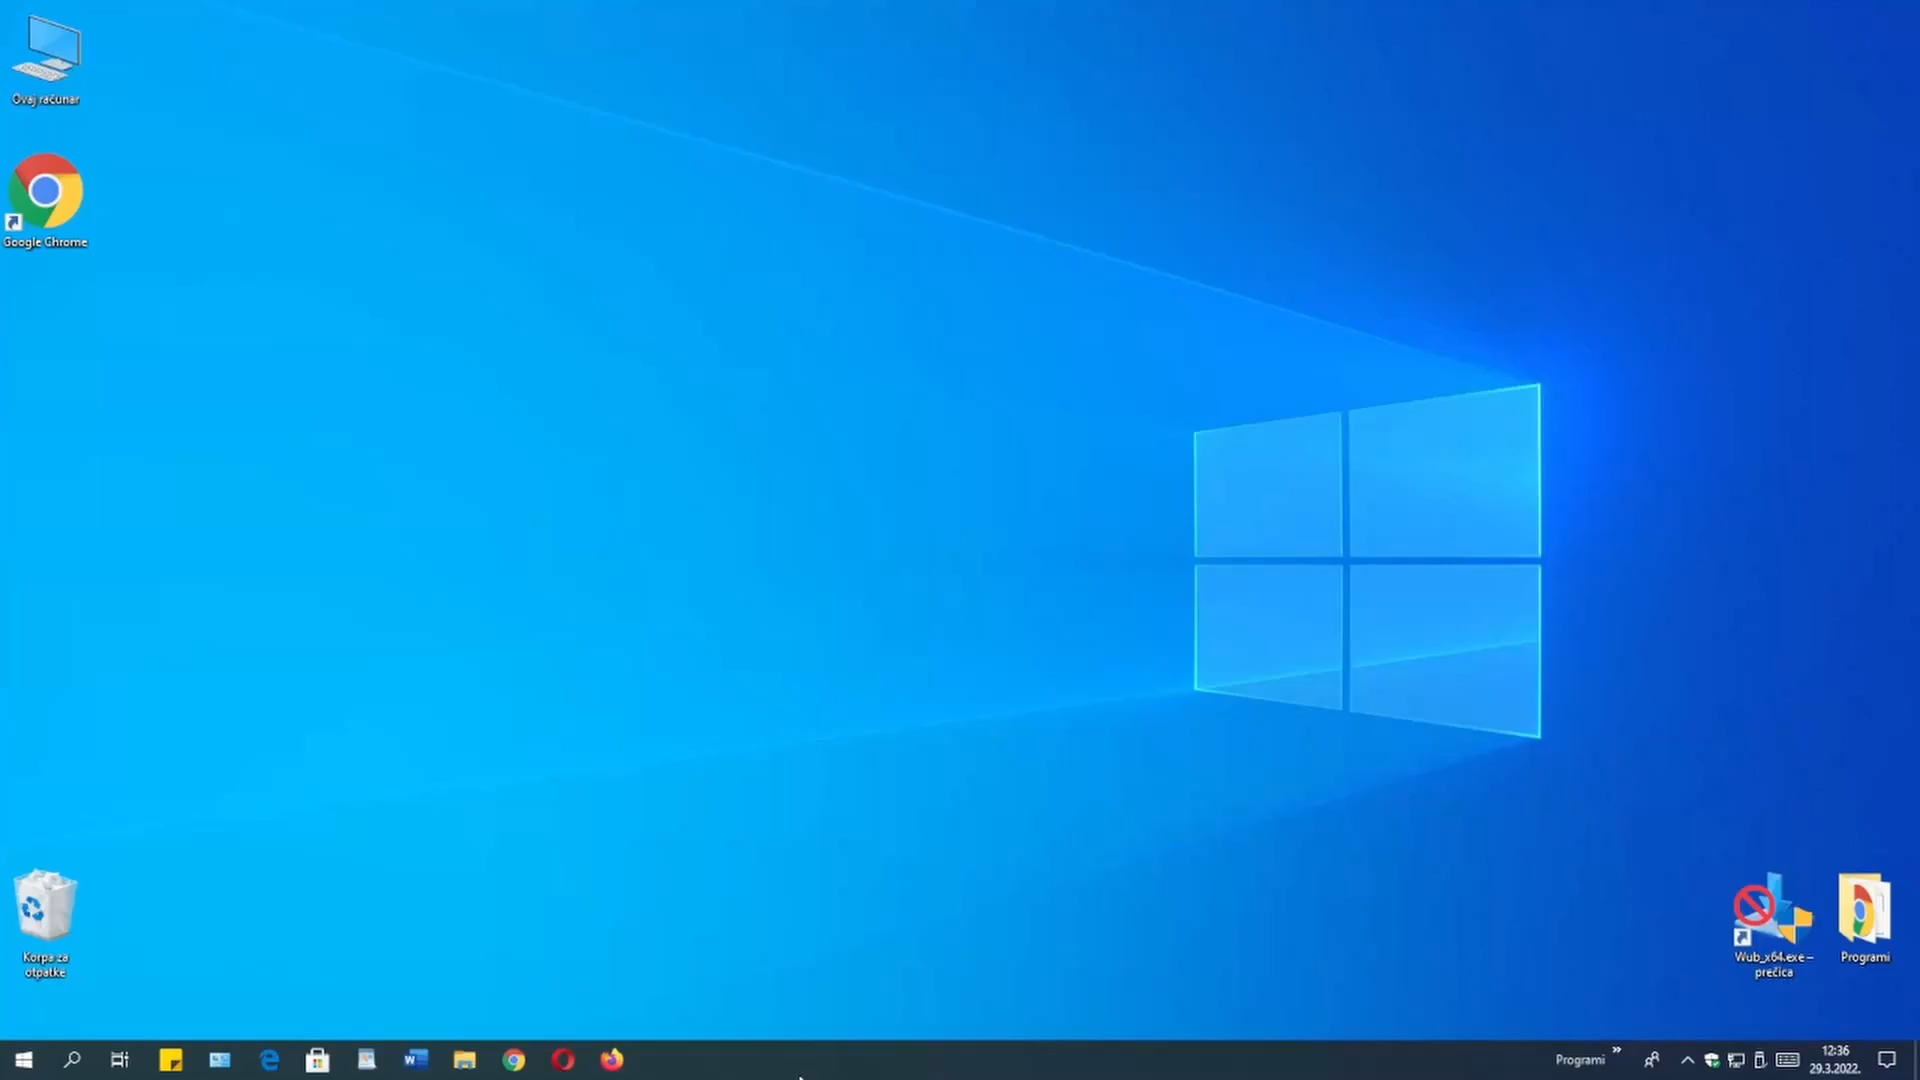 Ovaj računar
Google Chrome
Korpa za
otpatke
Wub_x64.exe –
prečica
Programi
Programi
12:36
29.3.2022.